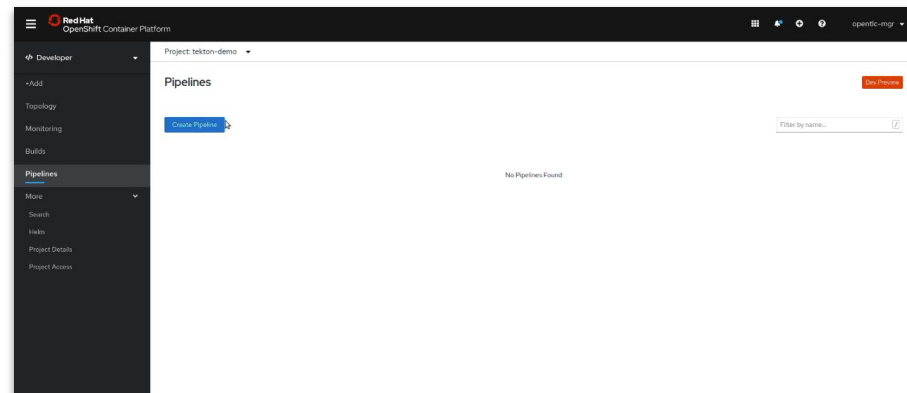 Red Hat
OpenShift Container Platform
opentlc-mgr
</> Developer
Project: tekton-demo
+Add
Topology
Monitoring
Builds
Pipelines
More
Search
Helm
Project Details
Project Access
Pipelines
Dev Preview
Create Pipeline
Filter by name...
/
No Pipelines Found